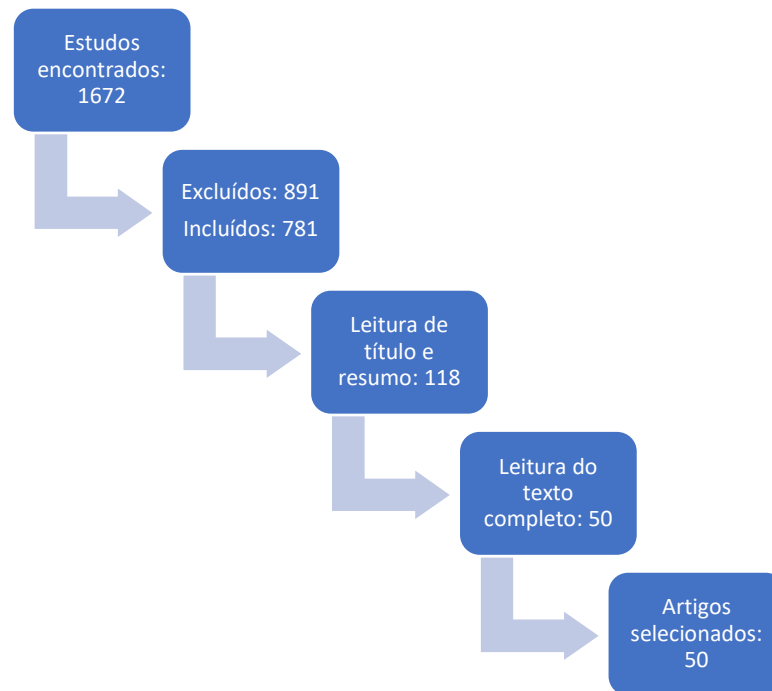 Estudos
encontrados:
1672
Excluídos: 891
Incluídos: 781
Leitura de
título e
resumo: 118
Leitura do
texto
completo: 50
Artigos
selecionados:
50